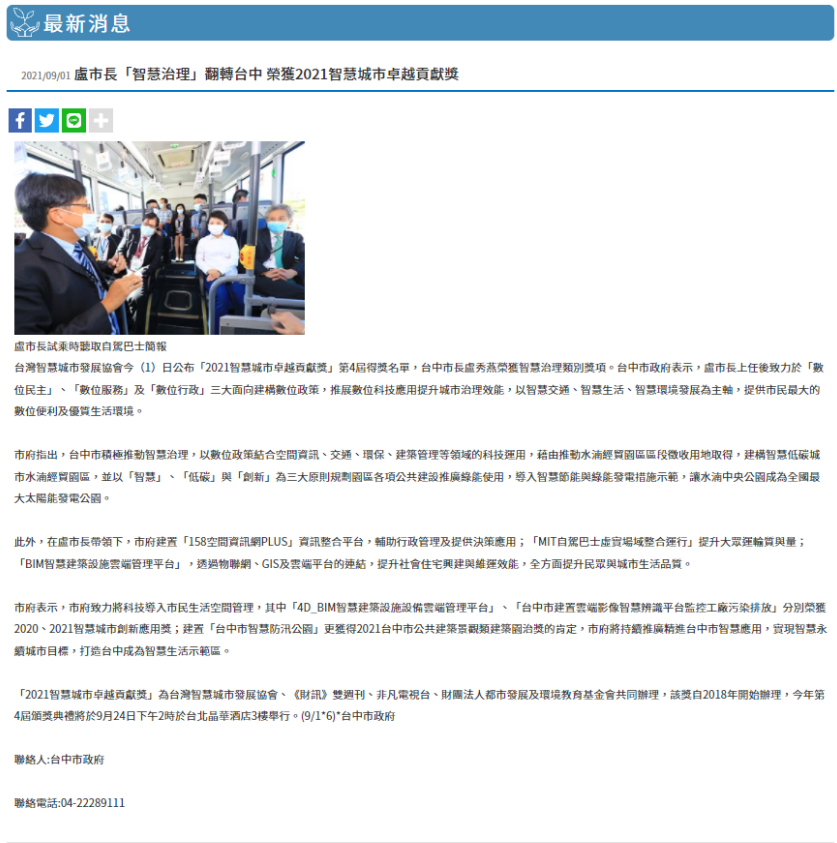 最新消息
2021/09/01 盧市長「智慧治理」翻轉台中 榮獲2021智慧城市卓越貢獻獎
盧市長試乘時聽取自駕巴士簡報
台灣智慧城市發展協會今（1）日公布「2021智慧城市卓越貢獻獎」第4屆得獎名單，台中市長盧秀燕榮獲智慧治理類別獎項。台中市政府表示，盧市長上任後致力於「數
位民主」、「數位服務」及「數位行政」三大面向建構數位政策，推展數位科技應用提升城市治理效能，以智慧交通、智慧生活、智慧環境發展為主軸，提供市民最大的
數位便利及優質生活環境。
市府指出，台中市積極推動智慧治理，以數位政策結合空間資訊、交通、環保、建築管理等領域的科技運用，藉由推動水湳經貿園區區段徵收用地取得，建構智慧低碳城
市水湳經貿園區，並以「智慧」、「低碳」與「創新」為三大原則規劃園區各項公共建設推廣綠能使用，導入智慧節能與綠能發電措施示範，讓水湳中央公園成為全國最
大太陽能發電公園。
此外，在盧市長帶領下，市府建置「158空間資訊網PLUS」資訊整合平台，輔助行政管理及提供決策應用；「MIT自駕巴士虛實場域整合運行」提升大眾運輸質與量；
「BIM智慧建築設施雲端管理平台」，透過物聯網、GIS及雲端平台的連結，提升社會住宅興建與維運效能，全方面提升民眾與城市生活品質。
市府表示，市府致力將科技導入市民生活空間管理，其中「4D_BIM智慧建築設施設備雲端管理平台」、「台中市建置雲端影像智慧辨識平台監控工廠污染排放」分別榮獲
2020、2021智慧城市創新應用獎；建置「台中市智慧防汛公園」更獲得2021台中市公共建築景觀類建築園冶獎的肯定，市府將持續推廣精進台中市智慧應用，實現智慧永
續城市目標，打造台中成為智慧生活示範區。
「2021智慧城市卓越貢獻獎」為台灣智慧城市發展協會、《財訊》雙週刊、非凡電視台、財團法人都市發展及環境教育基金會共同辦理，該獎自2018年開始辦理，今年第
4屆頒獎典禮將於9月24日下午2時於台北晶華酒店3樓舉行。(9/1*6)*台中市政府
聯絡人:台中市政府
聯絡電話:04-22289111